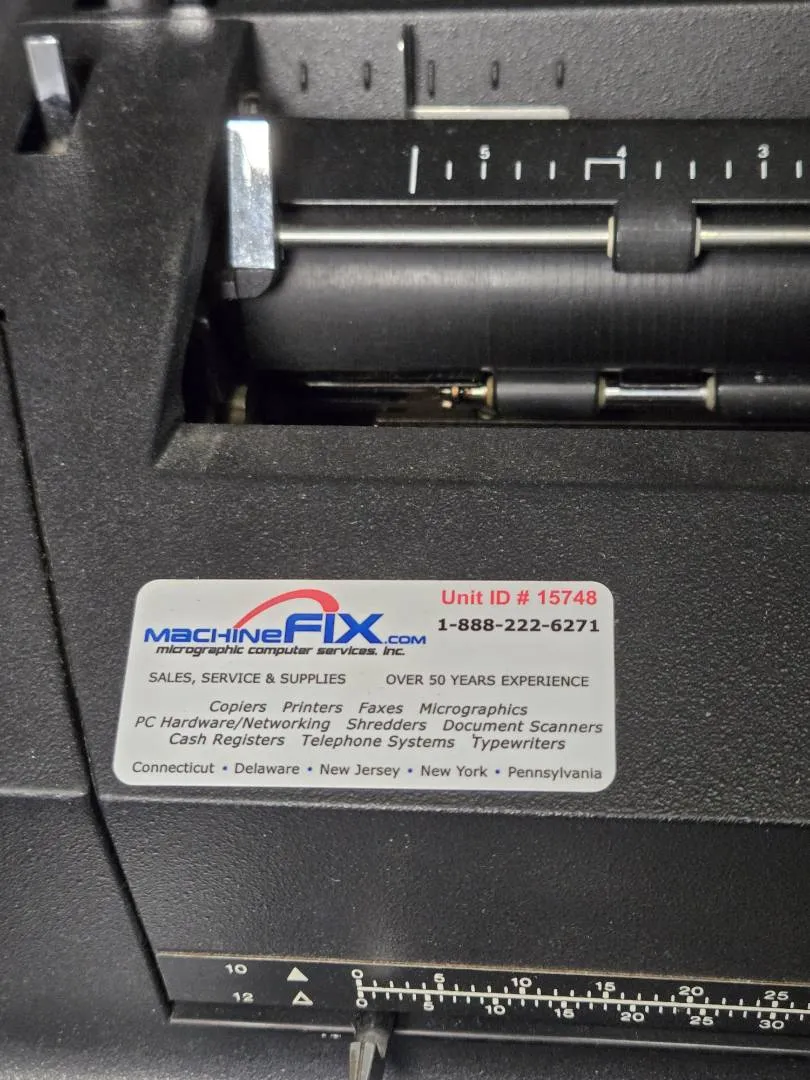 5 4 3
Unit ID # 15748
MACHINEFIX.COM
1-888-222-6271
micrographic computer services, inc.
SALES, SERVICE & SUPPLIES OVER 50 YEARS EXPERIENCE
Copiers Printers Faxes Micrographics
PC Hardware/Networking Shredders Document Scanners
Cash Registers Telephone Systems Typewriters
Connecticut • Delaware • New Jersey • New York • Pennsylvania
10 0 5 10 15 20 25
12 0 5 10 15 20 25 30